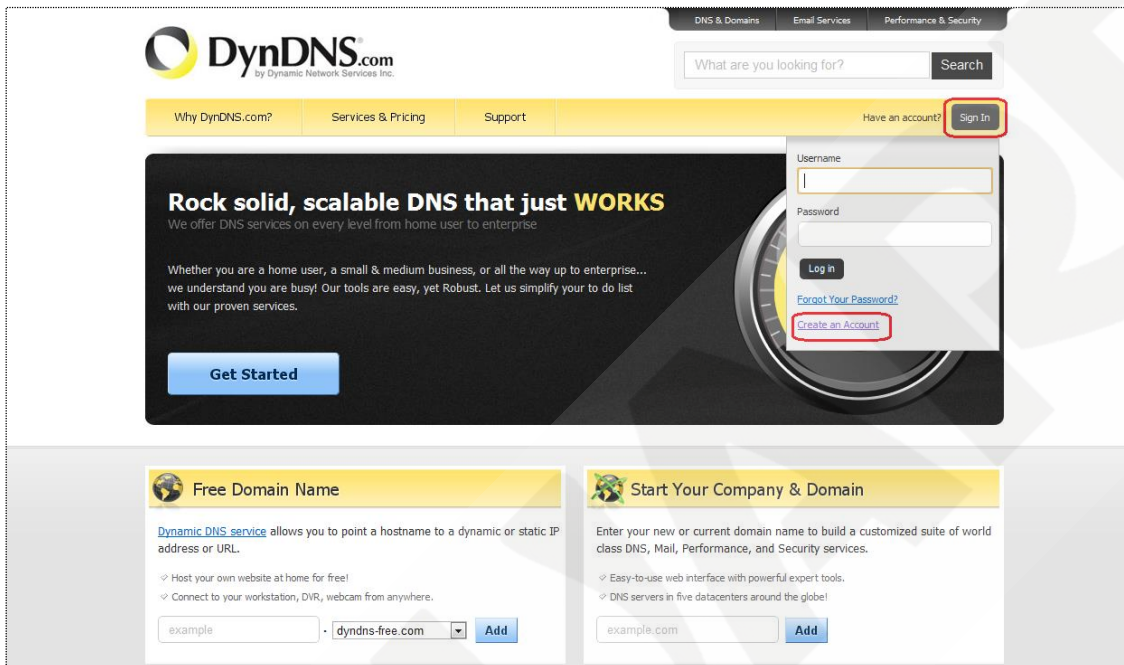 DNS & Domains Email Services Performance & Security
DynDNS.com
by Dynamic Network Services Inc.
What are you looking for? Search
Why DynDNS.com? Services & Pricing Support Have an account? Sign In
Username
Password
Log in
Forgot Your Password?
Create an Account
Rock solid, scalable DNS that just WORKS
We offer DNS services on every level from home user to enterprise
Whether you are a home user, a small & medium business, or all the way up to enterprise...
we understand you are busy! Our tools are easy, yet Robust. Let us simplify your to do list
with our proven services.
Get Started
Free Domain Name
Dynamic DNS service allows you to point a hostname to a dynamic or static IP
address or URL.
Host your own website at home for free!
Connect to your workstation, DVR, webcam from anywhere.
example . dyndns-free.com Add
Start Your Company & Domain
Enter your new or current domain name to build a customized suite of world
class DNS, Mail, Performance, and Security services.
Easy-to-use web interface with powerful expert tools.
DNS servers in five datacenters around the globe!
example.com Add